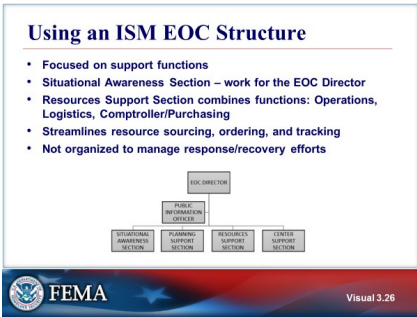 Using an ISM EOC Structure
• Focused on support functions
• Situational Awareness Section – work for the EOC Director
• Resources Support Section combines functions: Operations,
Logistics, Comptroller/Purchasing
• Streamlines resource sourcing, ordering, and tracking
• Not organized to manage response/recovery efforts
EOC DIRECTOR
PUBLIC
INFORMATION
OFFICER
SITUATIONAL
AWARENESS
SECTION
PLANNING
SUPPORT
SECTION
RESOURCES
SUPPORT
SECTION
CENTER
SUPPORT
SECTION
FEMA
Visual 3.26